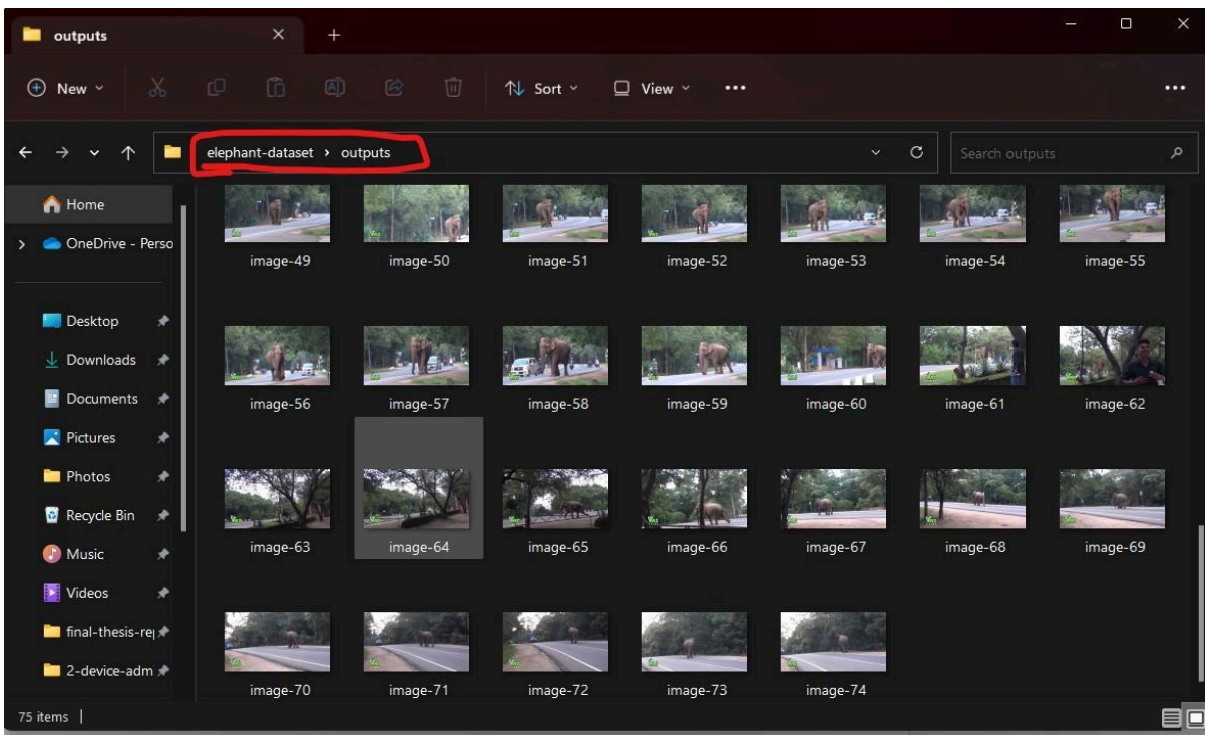 outputs
New
Sort
View
elephant-dataset > outputs
Search outputs
Home
OneDrive - Perso
Desktop
Downloads
Documents
Pictures
Photos
Recycle Bin
Music
Videos
final-thesis-rep
2-device-adm
image-49 image-50 image-51 image-52 image-53 image-54 image-55
image-56 image-57 image-58 image-59 image-60 image-61 image-62
image-63 image-64 image-65 image-66 image-67 image-68 image-69
image-70 image-71 image-72 image-73 image-74
75 items